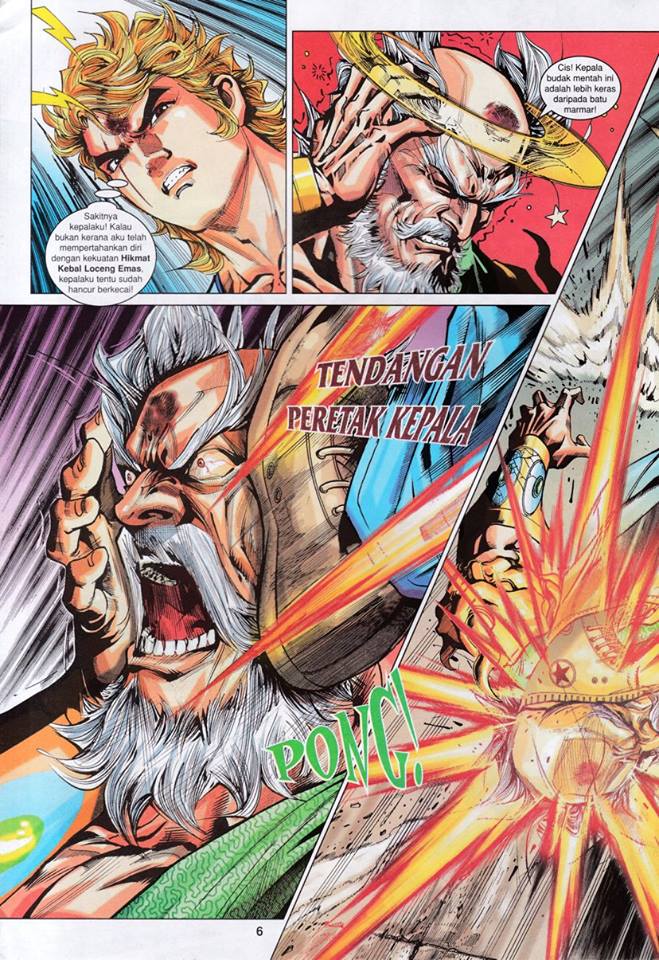 Sakitnya
kepalaku! Kalau
bukan kerana aku telah
mempertahankan diri
dengan kekuatan Hikmat
Kebal Loceng Emas,
kepalaku tentu sudah
hancur berkecai!
Cis! Kepala
budak mentah ini
adalah lebih keras
daripada batu
marmar!
TENDANGAN
PERETAK KEPALA
PONG!
6